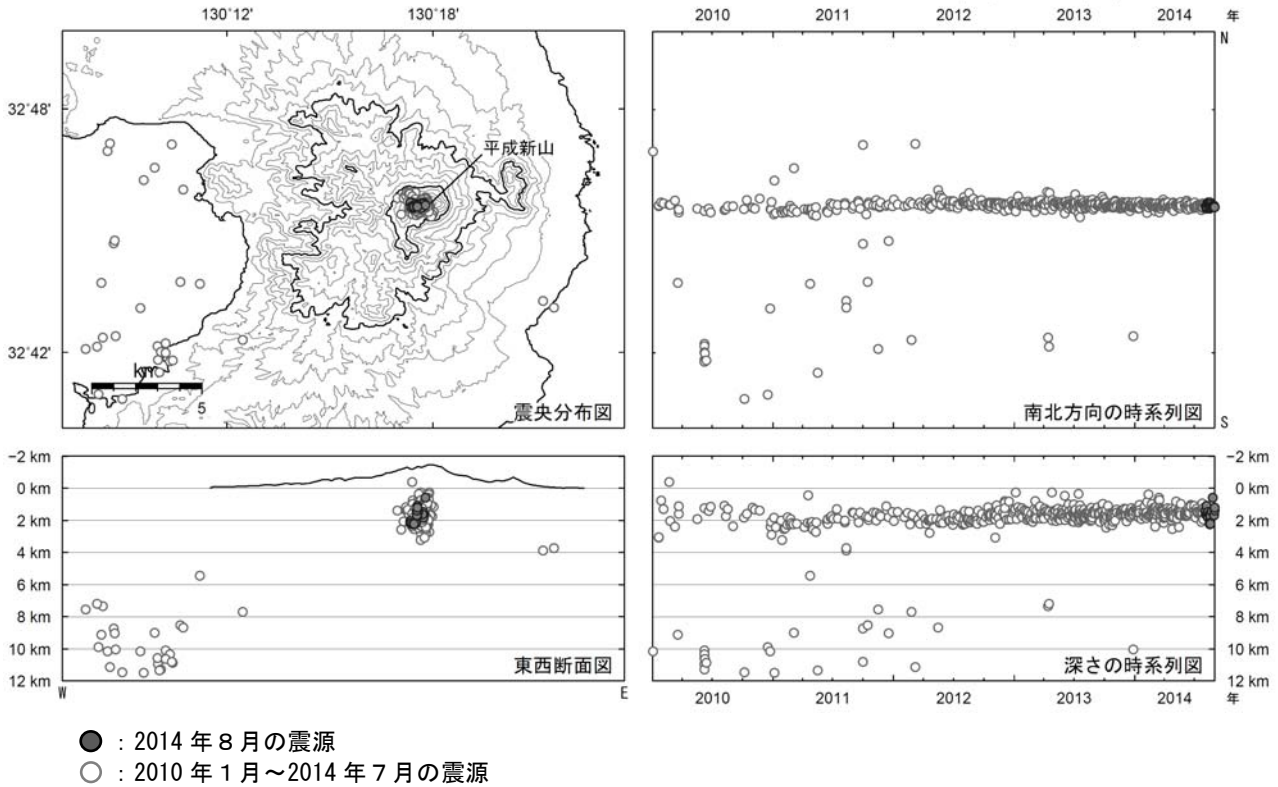 130°12′ 130°18′
2010 2011 2012 2013 2014 年
N
32°48′
平成新山
32°42′
km
0 5
震央分布図
南北方向の時系列図
S
-2 km
0 km
2 km
4 km
6 km
8 km
10 km
12 km
東西断面図
W E
-2 km
0 km
2 km
4 km
6 km
8 km
10 km
12 km
深さの時系列図
2010 2011 2012 2013 2014 年
：2014 年８月の震源
：2010 年１月～2014 年７月の震源